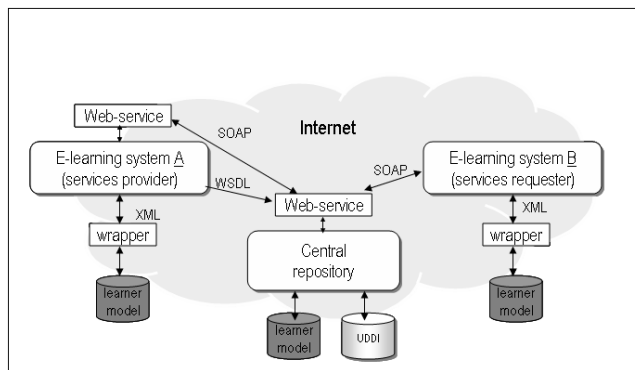 Web-service
SOAP
Internet
E-learning system A
(services provider)
SOAP
E-learning system B
(services requester)
WSDL
Web-service
XML
XML
wrapper
wrapper
Central
repository
learner
model
learner
model
learner
model
UDDI